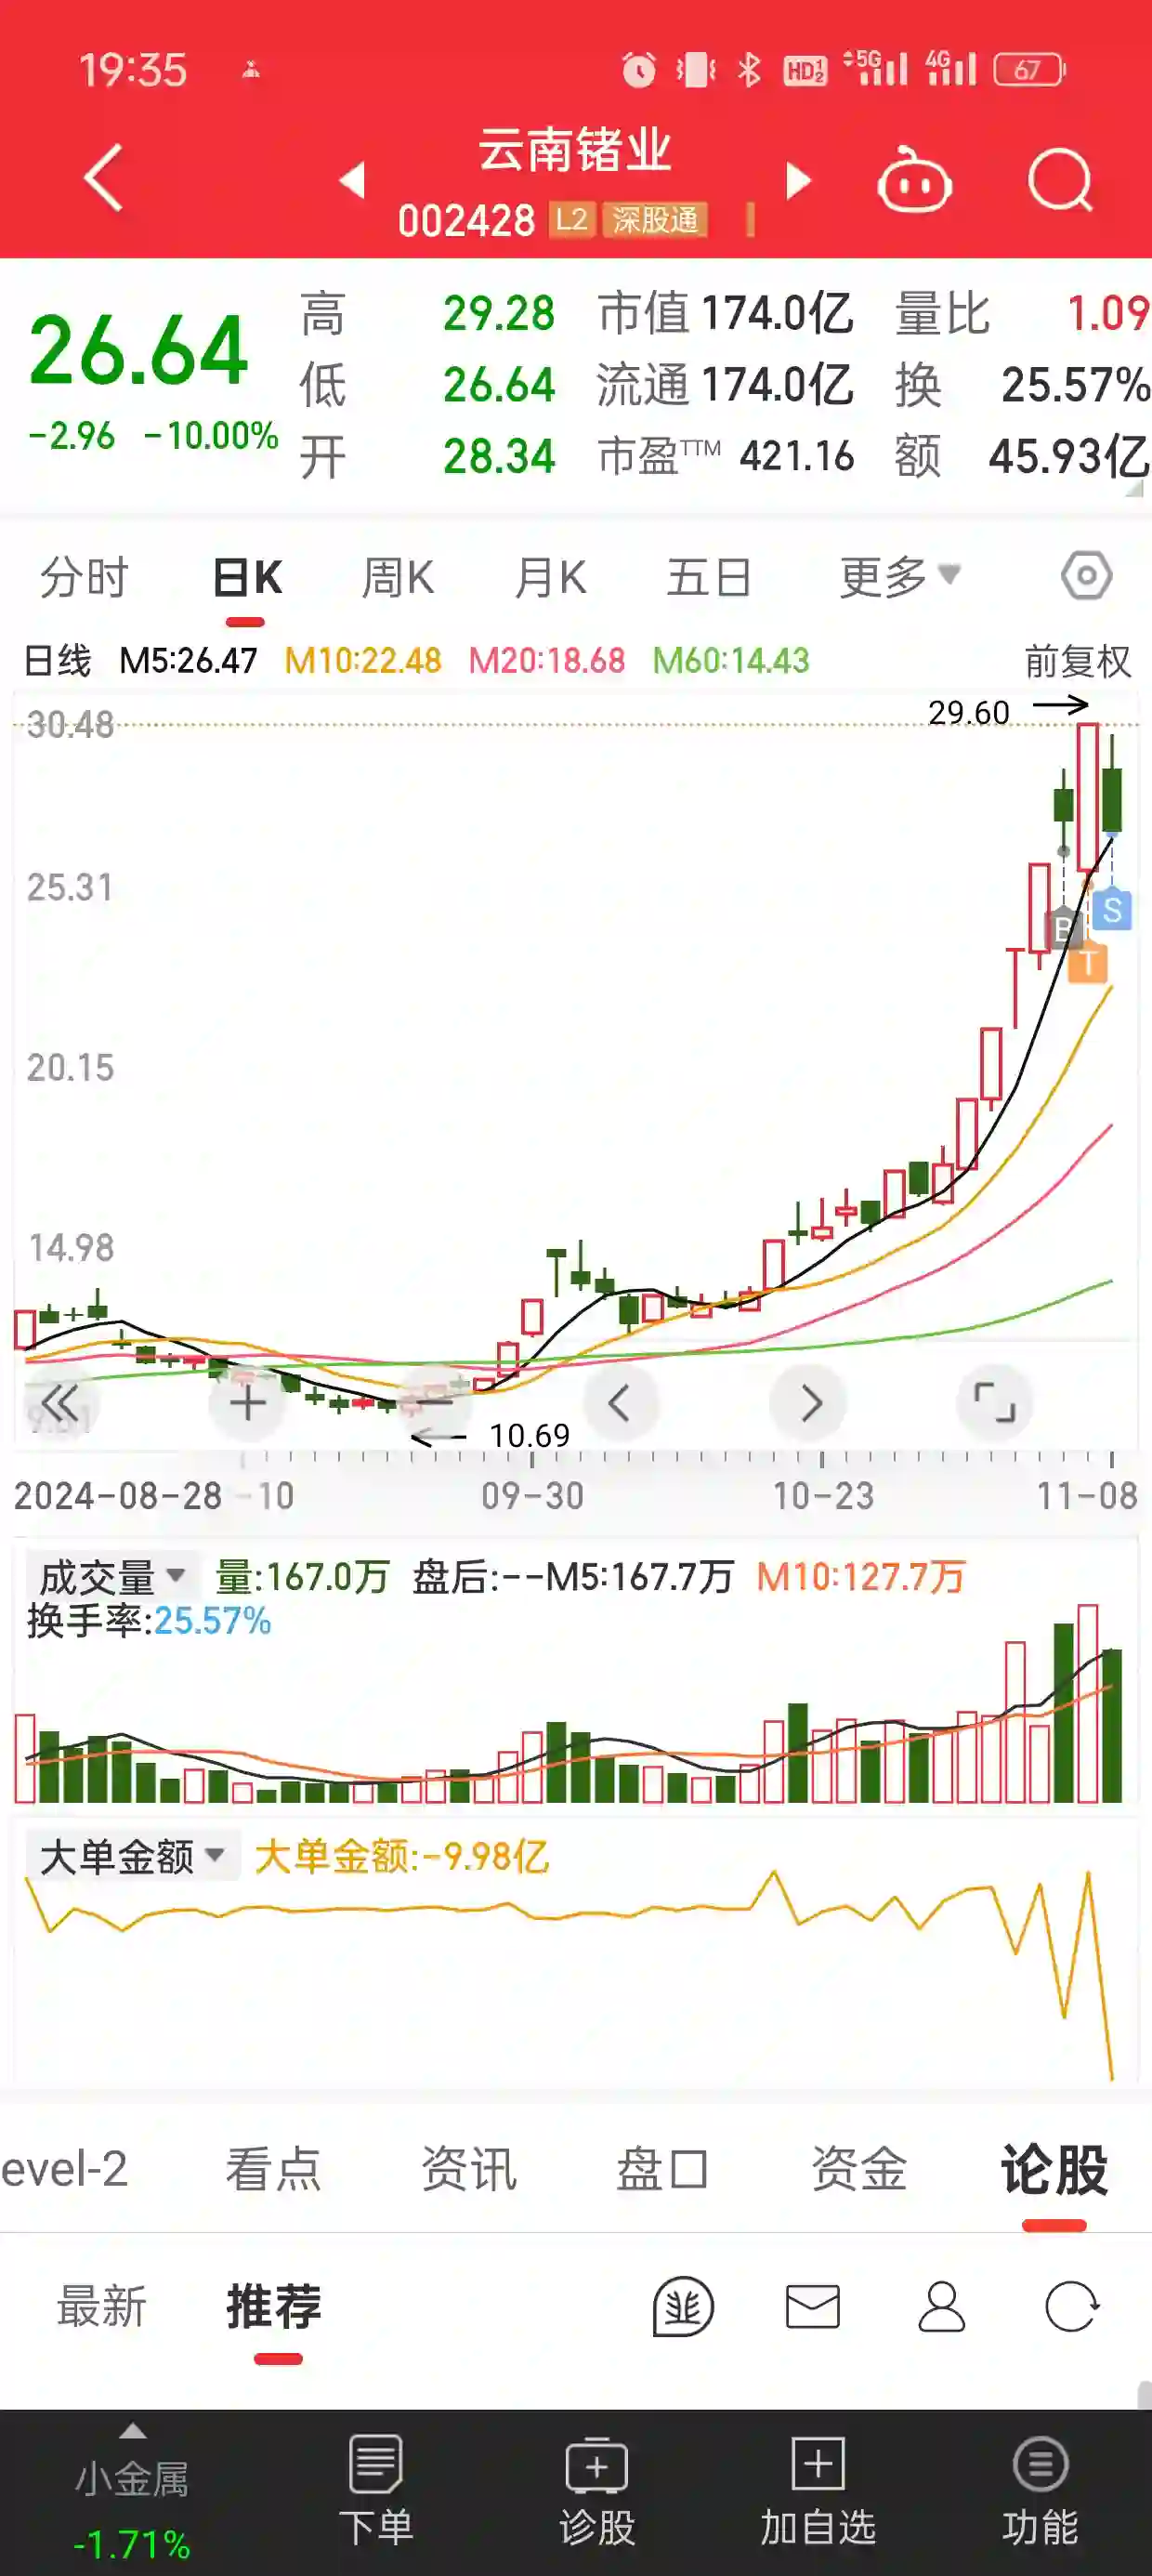 19:35 HD1 2 5G 4G 67
云南锗业
002428 L2 深股通
26.64 高 29.28 市值 174.0亿 量比 1.09
低 26.64 流通 174.0亿 换 25.57%
-2.96 -10.00% 开 28.34 市盈TTM 421.16 额 45.93亿
分时 日K 周K 月K 五日 更多
日线 M5:26.47 M10:22.48 M20:18.68 M60:14.43 前复权
29.60
30.48
25.31
S
B
T
20.15
14.98
10.69
2024-08-28 -10 09-30 10-23 11-08
成交量 量:167.0万 盘后:--M5:167.7万 M10:127.7万
换手率:25.57%
大单金额 大单金额:-9.98亿
evel-2 看点 资讯 盘口 资金 论股
最新 推荐
小金属 下单 诊股 加自选 功能
-1.71%